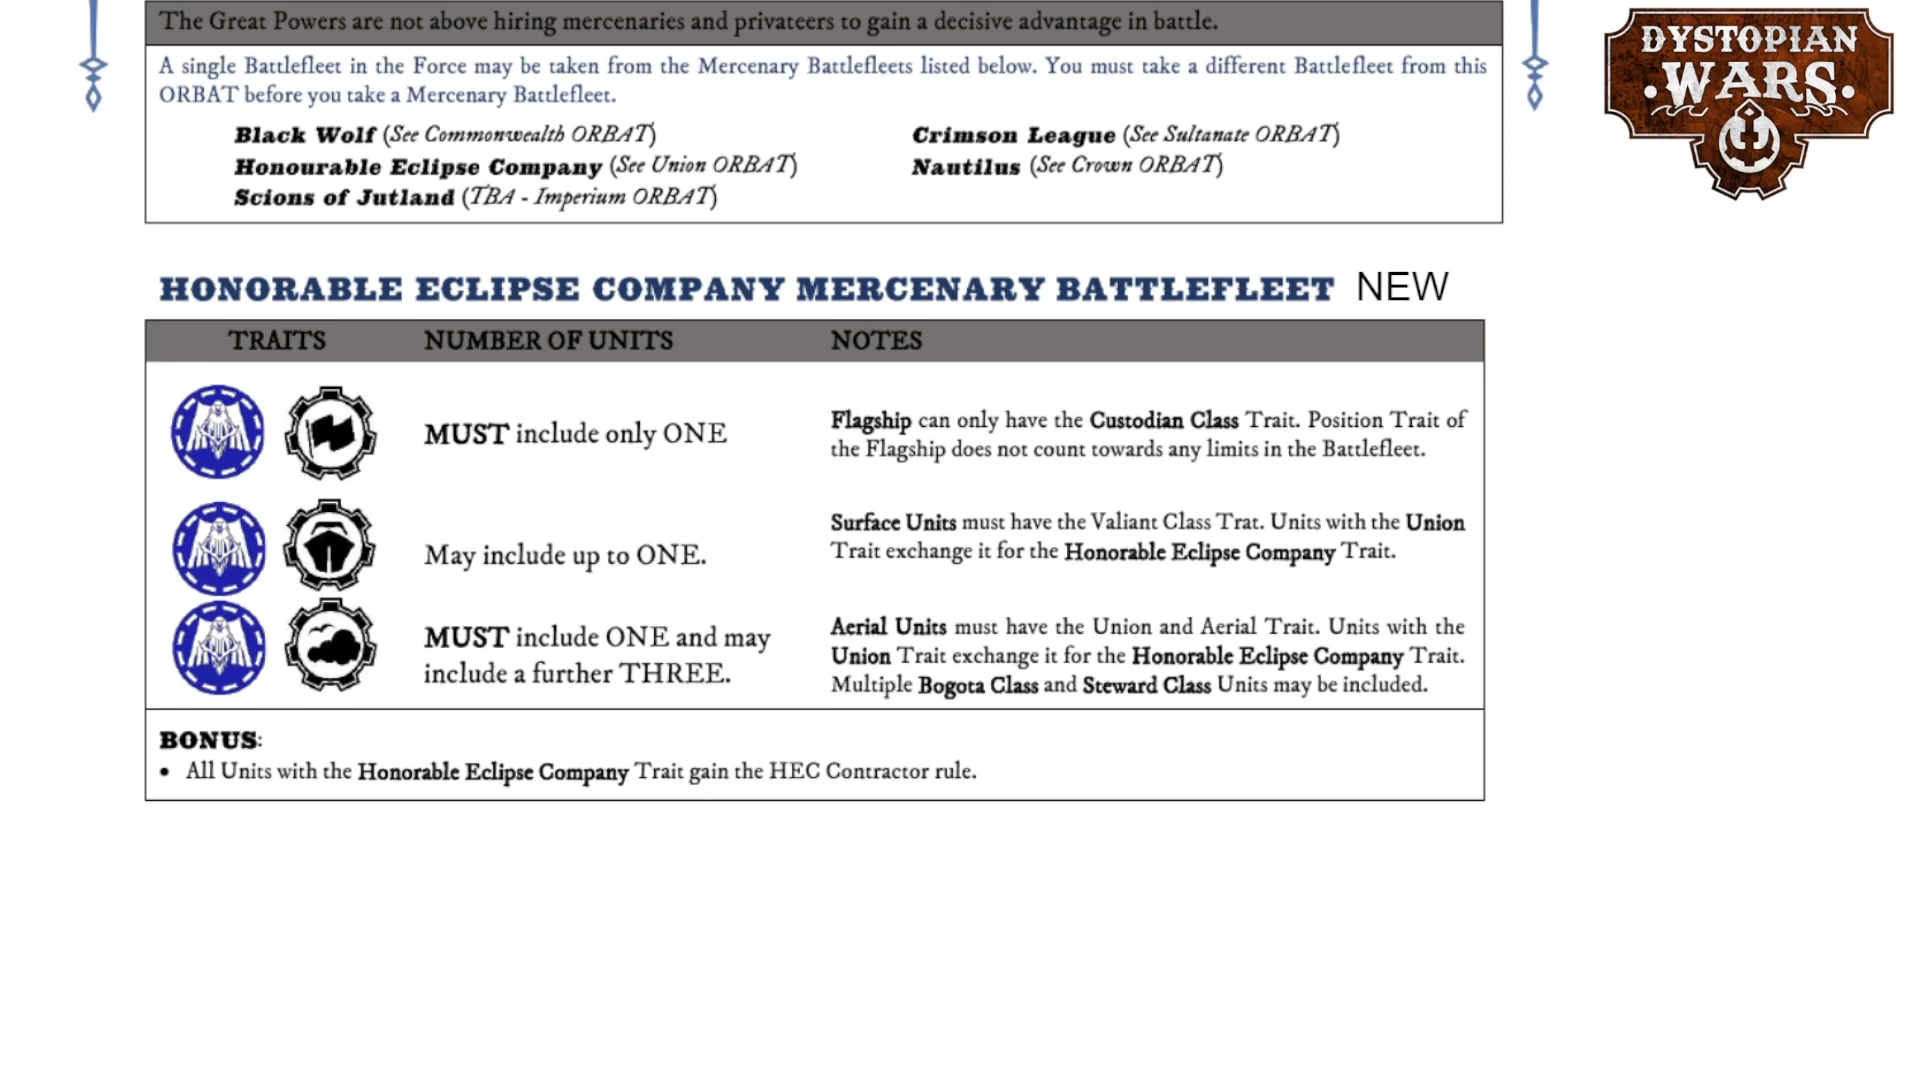 The Great Powers are not above hiring mercenaries and privateers to gain a decisive advantage in battle.
A single Battlefleet in the Force may be taken from the Mercenary Battlefleets listed below. You must take a different Battlefleet from this
ORBAT before you take a Mercenary Battlefleet.
Black Wolf (See Commonwealth ORBAT)
Honourable Eclipse Company (See Union ORBAT)
Scions of Jutland (TBA - Imperium ORBAT)
Crimson League (See Sultanate ORBAT)
Nautilus (See Crown ORBAT)
DYSTOPIAN
WARS
HONORABLE ECLIPSE COMPANY MERCENARY BATTLEFLEET NEW
TRAITS NUMBER OF UNITS NOTES
MUST include only ONE
Flagship can only have the Custodian Class Trait. Position Trait of
the Flagship does not count towards any limits in the Battlefleet.
May include up to ONE.
Surface Units must have the Valiant Class Trat. Units with the Union
Trait exchange it for the Honorable Eclipse Company Trait.
MUST include ONE and may
include a further THREE.
Aerial Units must have the Union and Aerial Trait. Units with the
Union Trait exchange it for the Honorable Eclipse Company Trait.
Multiple Bogota Class and Steward Class Units may be included.
BONUS:
• All Units with the Honorable Eclipse Company Trait gain the HEC Contractor rule.